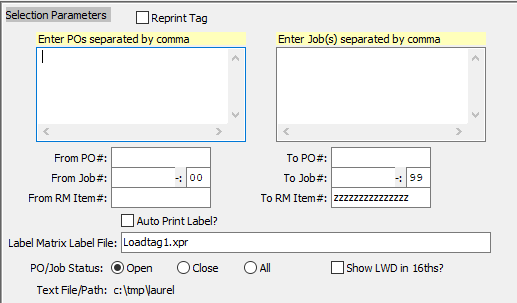 Selection Parameters Reprint Tag
Enter POs separated by comma Enter Job(s) separated by comma
From PO#: To PO#:
From Job#: -: 00 To Job#: -: 99
From RM Item#: To RM Item#: zzzzzzzzzzzzzzz
Auto Print Label?
Label Matrix Label File: Loadtag1.xpr
PO/Job Status: Open Close All Show LWD in 16ths?
Text File/Path: c:\tmp\laurel